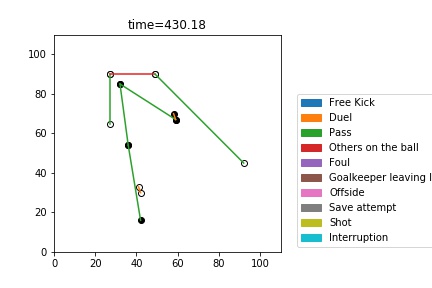 time=430.18
100
80
60
40
20
0
0 20 40 60 80 100
Free Kick
Duel
Pass
Others on the ball
Foul
Goalkeeper leaving l
Offside
Save attempt
Shot
Interruption